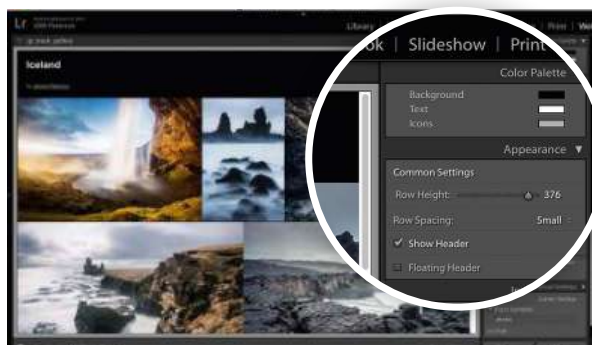 Lr
Library
Print
Iceland
ok | Slideshow | Print
Color Palette
Background
Text
Icons
Appearance ▼
Common Settings
Row Height: 376
Row Spacing: Small
Show Header
Floating Header